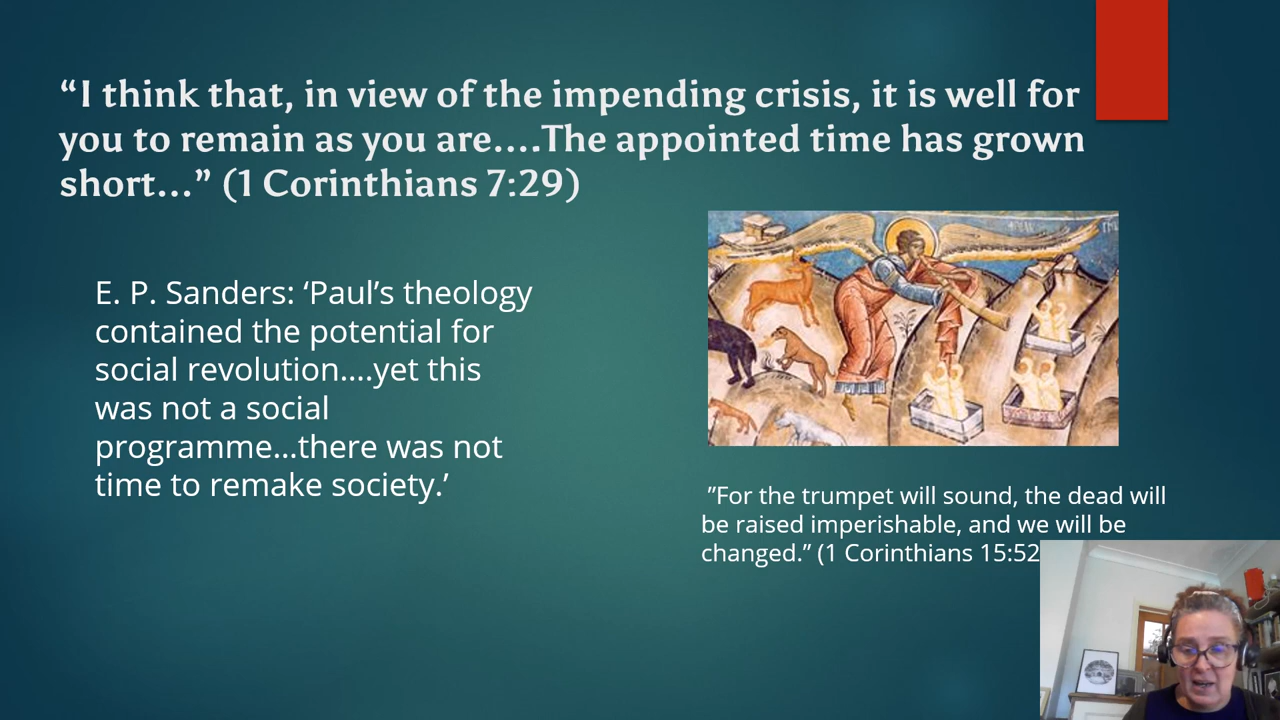 “I think that, in view of the impending crisis, it is well for
you to remain as you are....The appointed time has grown
short...” (1 Corinthians 7:29)
E. P. Sanders: ‘Paul’s theology
contained the potential for
social revolution....yet this
was not a social
programme...there was not
time to remake society.’
”For the trumpet will sound, the dead will
be raised imperishable, and we will be
changed.” (1 Corinthians 15:52